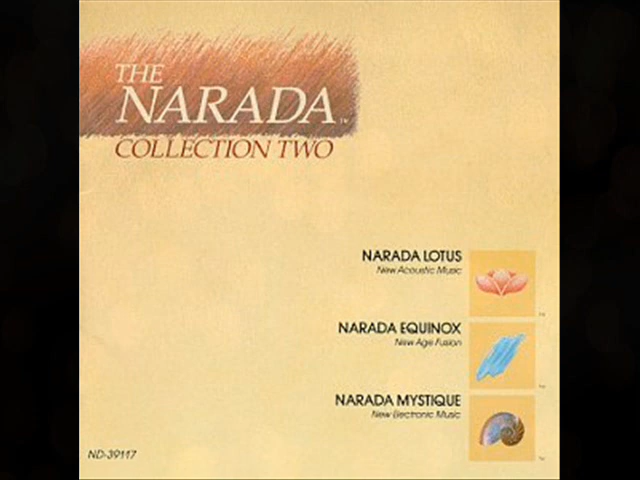 THE
NARADA™
COLLECTION TWO
NARADA LOTUS
New Acoustic Music
NARADA EQUINOX
New Age Fusion
NARADA MYSTIQUE
New Electronic Music
ND-39117